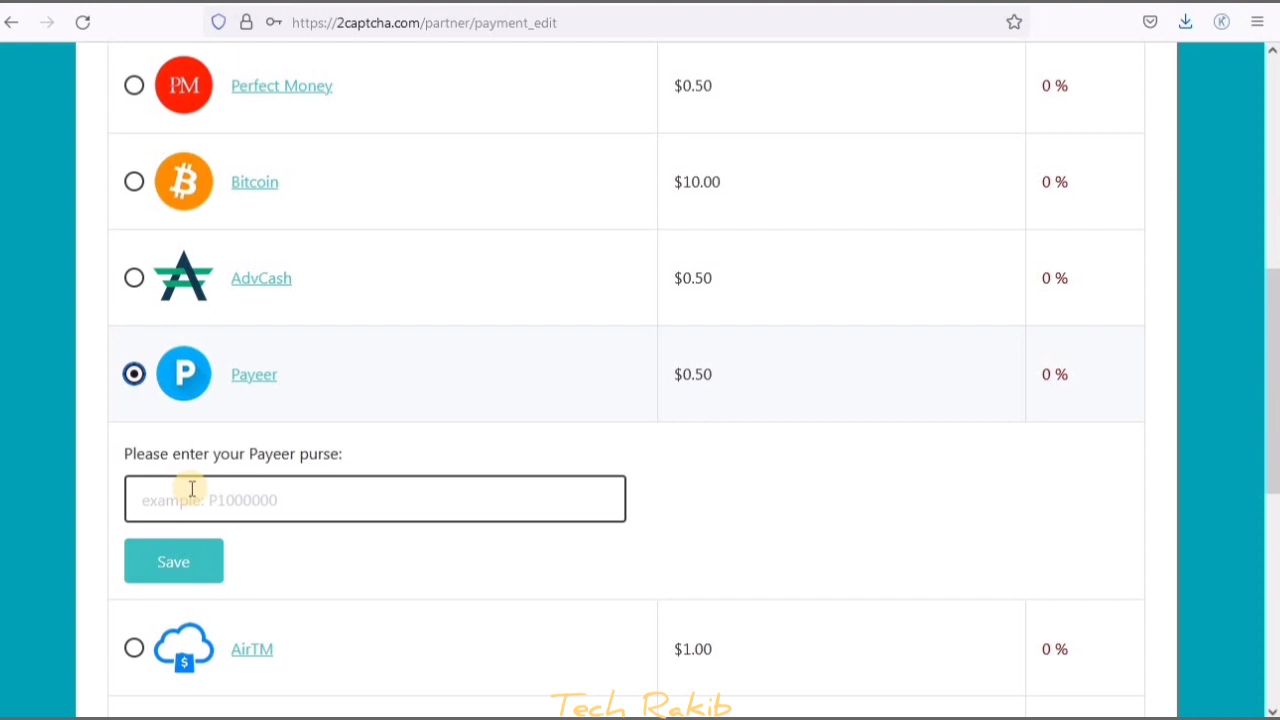 https://2captcha.com/partner/payment_edit
PM Perfect Money $0.50 0 %
Bitcoin $10.00 0 %
AdvCash $0.50 0 %
P Payeer $0.50 0 %
Please enter your Payeer purse:
example: P1000000
Save
$ AirTM $1.00 0 %
Tech Rakib